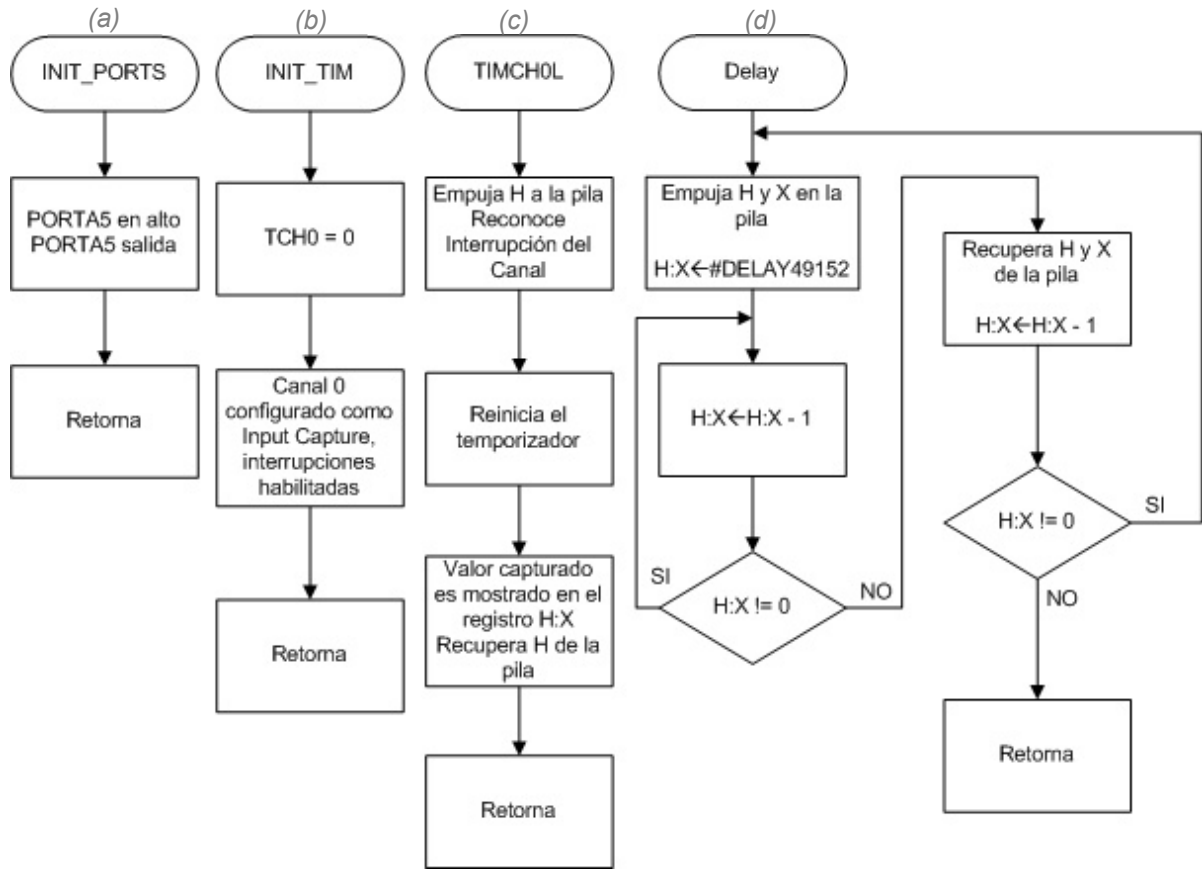 (a)
INIT_PORTS
PORTA5 en alto
PORTA5 salida
Retorna
(b)
INIT_TIM
TCH0 = 0
Canal 0
configurado como
Input Capture,
interrupciones
habilitadas
Retorna
(c)
TIMCH0L
Empuja H a la pila
Reconoce
Interrupción del
Canal
Reinicia el
temporizador
Valor capturado
es mostrado en el
registro H:X
Recupera H de la
pila
Retorna
(d)
Delay
Empuja H y X en la
pila
H:X←#DELAY49152
H:X←H:X - 1
H:X != 0
SI
NO
Recupera H y X
de la pila
H:X←H:X - 1
H:X != 0
SI
NO
Retorna